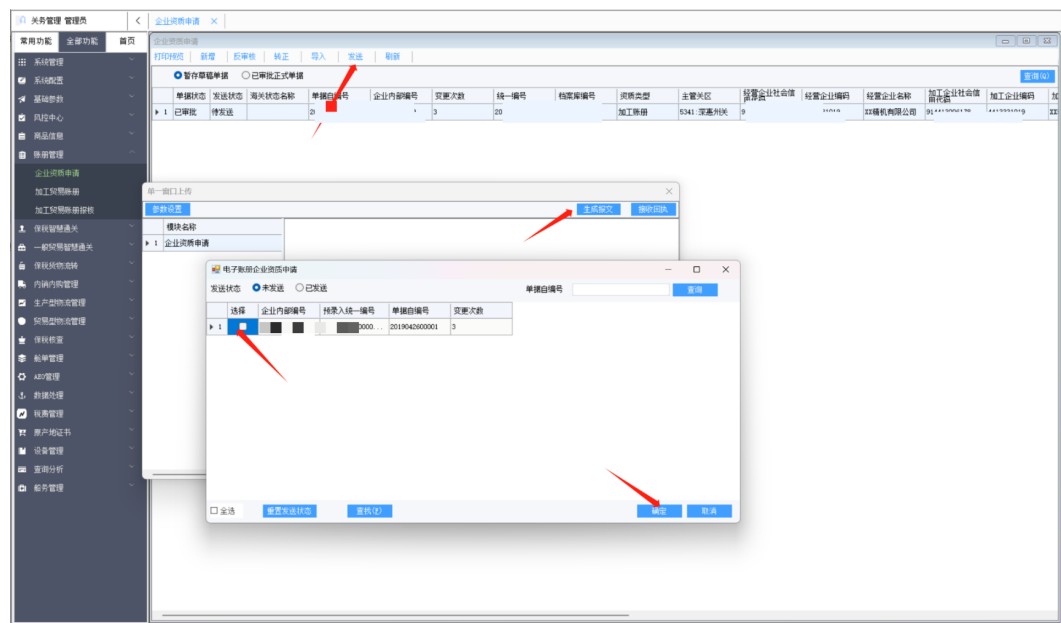 关务管理 管理员
企业资质申请
常用功能 全部功能 首页
企业资质申请
打印预览 新增 反审核 转正 导入 发送 刷新
暂存草稿单据 已审批正式单据 查询(Q)
单据状态 发送状态 海关状态名称 单据自编号 企业内部编号 变更次数 统一编号 档案库编号 资质类型 主管关区 经营企业社会信 经营企业编码 经营企业名称 加工企业社会信 加工企业编码
1 已审批 待发送 3 20 加工账册 5341:深惠州关 9 XX精机有限公司
系统管理
系统配置
基础参数
风控中心
商品信息
账册管理
企业资质申请
加工贸易账册
加工贸易账册报核
保税智慧通关
一般贸易智慧通关
保税货物流转
内销内购管理
生产型物流管理
贸易型物流管理
保税核查
舱单管理
AEO管理
数据处理
税费管理
原产地证书
设备管理
查询分析
船务管理
单一窗口上传
参数设置 生成报文 接收回执
模块名称
1 企业资质申请
电子账册企业资质申请
发送状态 未发送 已发送 单据自编号 查询
选择 企业内部编号 预录入统一编号 单据自编号 变更次数
1 0000... 2019042600001 3
全选 重置发送状态 查找(F) 确定 取消